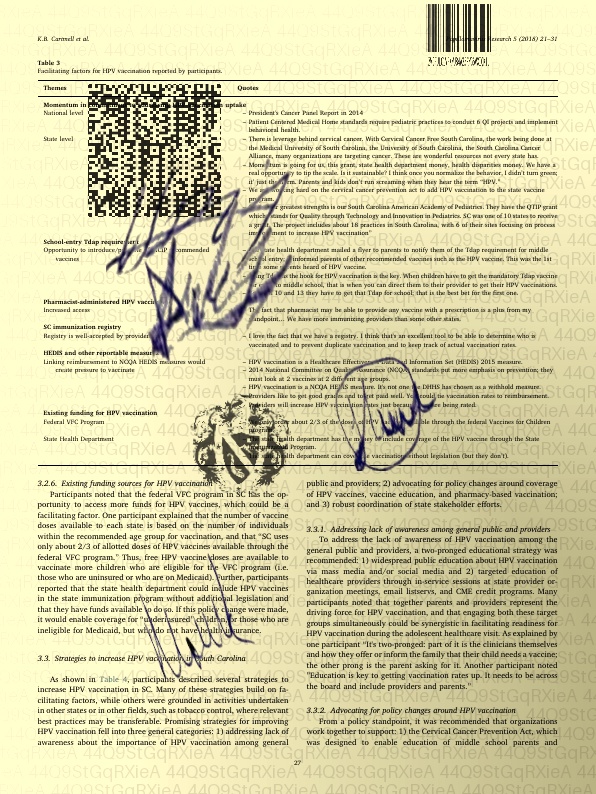 K.B. Cartmell et al.
Research 5 (2018) 21–31
Table 3
Facilitating factors for HPV vaccination reported by participants.
Themes Quotes
Momentum in uptake
National level – President's Cancer Panel Report in 2014
– Patient Centered Medical Home standards require pediatric practices to conduct 6 QI projects and implement
behavioral health.
State level – There is leverage behind cervical cancer. With Cervical Cancer Free South Carolina, the work being done at
the Medical University of South Carolina, the University of South Carolina Cancer
Alliance, many organizations are targeting cancer. These are wonderful resources not every state has.
– Momentum is going for us, this grant, state health department money, health disparities money. We have a
real opportunity to tip the scale. Is it sustainable? I think once you normalize the behavior, I didn't turn green;
it' just the norm. Parents and kids don't run screaming when they hear the term "HPV."
– We are working hard on the cervical cancer prevention act to add HPV vaccination to the state vaccine
program.
greatest strengths is our South Carolina American Academy of Pediatrics. They have the QTIP grant
which stands for Quality through Technology and Innovation in Pediatrics. SC was one of 10 states to receive
a grant. The project includes about 18 practices in South Carolina, with 6 of their sites focusing on process
improvement to increase HPV vaccination"
School-entry Tdap requirement
Opportunity to introduce/ recommended state health department mailed a flyer to parents to notify them of the Tdap requirement for middle
vaccines school entry. informed parents of other recommended vaccines such as the HPV vaccine. This was the 1st
time some parents heard of HPV vaccine.
is the hook for HPV vaccination is the key. When children have to get the mandatory Tdap vaccine
to middle school, that is when you can direct them to their provider to get their HPV vaccinations.
10 and 13 they have to get that Tdap for school; that is the best bet for the first one.
Pharmacist-administered HPV vaccine
Increased access The fact that pharmacist may be able to provide any vaccine with a prescription is a plus from my
standpoint... We have more immunizing providers than some other states.
SC immunization registry
Registry is well-accepted by providers – I love the fact that we have a registry. I think that's an excellent tool to be able to determine who is
vaccinated and to prevent duplicate vaccination and to keep track of actual vaccination rates.
HEDIS and other reportable measures
Linking reimbursement to NCQA HEDIS measures would – HPV vaccination is a Healthcare Effectiveness Data and Information Set (HEDIS) 2015 measure.
create pressure to vaccinate – 2014 National Committee on Quality Assurance (NCQA) standards put more emphasis on prevention; they
must look at 2 vaccines at 2 different age groups.
– HPV vaccination is a NCQA HEDIS measure. It's not one DHHS has chosen as a withhold measure.
– Providers like to get good grades and to get paid well. You could tie vaccination rates to reimbursement.
Providers will increase HPV vaccination rates just because are being rated.
Existing funding for HPV vaccination
Federal VFC Program only order about 2/3 of the doses of HPV available through the federal Vaccines for Children
program.
State Health Department – The state health department has the money to include coverage of the HPV vaccine through the State
Program.
The state health department can cover vaccination without legislation (but they don't).
3.2.6. Existing funding sources for HPV vaccination
Participants noted that the federal VFC program in SC has the op-
portunity to access more funds for HPV vaccines, which could be a
facilitating factor. One participant explained that the number of vaccine
doses available to each state is based on the number of individuals
within the recommended age group for vaccination, and that "SC uses
only about 2/3 of allotted doses of HPV vaccines available through the
federal VFC program." Thus, free HPV vaccine doses are available to
vaccinate more children who are eligible for the VFC program (i.e.
those who are uninsured or who are on Medicaid). Further, participants
reported that the state health department could include HPV vaccines
in the state immunization program without additional legislation and
that they have funds available to do so. If this policy change were made,
it would enable coverage for "underinsured" children, or those who are
ineligible for Medicaid, but who do not have health insurance.
3.3. Strategies to increase HPV vaccination in South Carolina
As shown in Table 4, participants described several strategies to
increase HPV vaccination in SC. Many of these strategies build on fa-
cilitating factors, while others were grounded in activities undertaken
in other states or in other fields, such as tobacco control, where relevant
best practices may be transferable. Promising strategies for improving
HPV vaccination fell into three general categories: 1) addressing lack of
awareness about the importance of HPV vaccination among general
public and providers; 2) advocating for policy changes around coverage
of HPV vaccines, vaccine education, and pharmacy-based vaccination;
and 3) robust coordination of state stakeholder efforts.
3.3.1. Addressing lack of awareness among general public and providers
To address the lack of awareness of HPV vaccination among the
general public and providers, a two-pronged educational strategy was
recommended: 1) widespread public education about HPV vaccination
via mass media and/or social media and 2) targeted education of
healthcare providers through in-service sessions at state provider or-
ganization meetings, email listservs, and CME credit programs. Many
participants noted that together parents and providers represent the
driving force for HPV vaccination, and that engaging both these target
groups simultaneously could be synergistic in facilitating readiness for
HPV vaccination during the adolescent healthcare visit. As explained by
one participant "It's two-pronged: part of it is the clinicians themselves
and how they offer or inform the family that their child needs a vaccine;
the other prong is the parent asking for it. Another participant noted
"Education is key to getting vaccination rates up. It needs to be across
the board and include providers and parents."
3.3.2. Advocating for policy changes around HPV vaccination
From a policy standpoint, it was recommended that organizations
work together to support: 1) the Cervical Cancer Prevention Act, which
was designed to enable education of middle school parents and
27